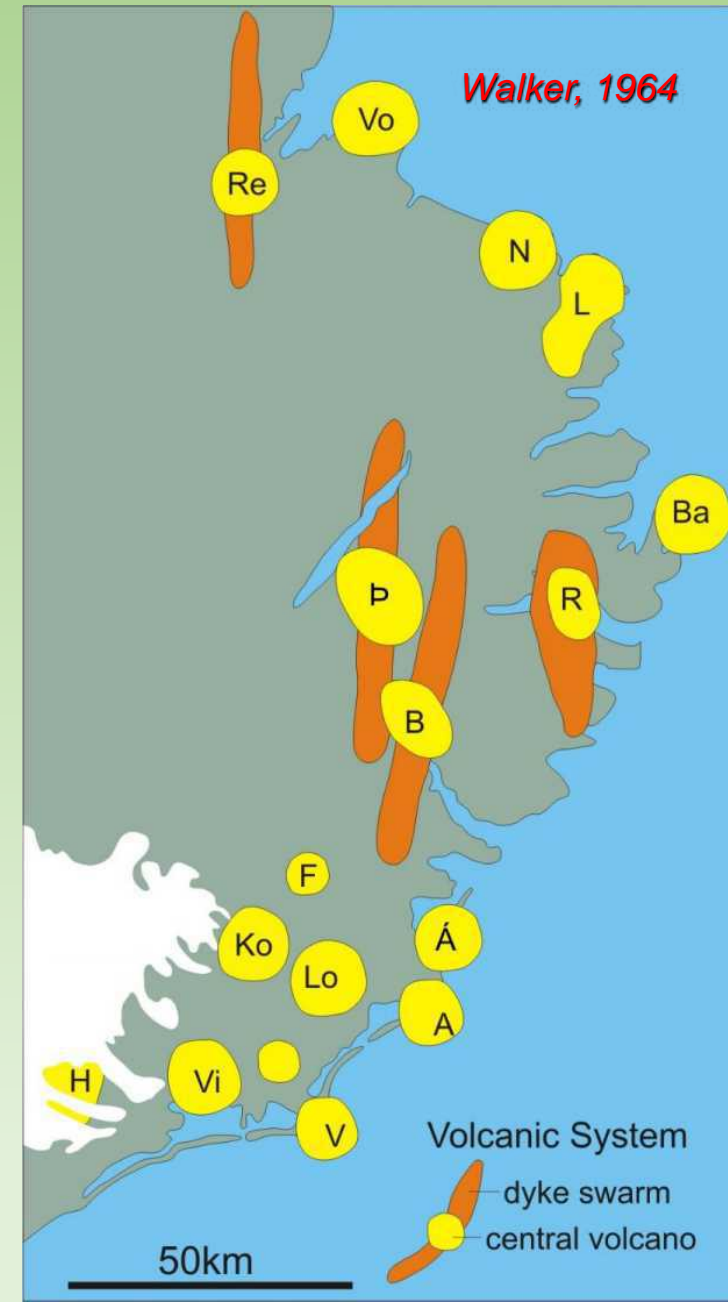 Walker, 1964
Vo
Re
N
L
Ba
Þ
R
B
F
Ko
Á
Lo
A
H
Vi
V
Volcanic System
dyke swarm
central volcano
50km